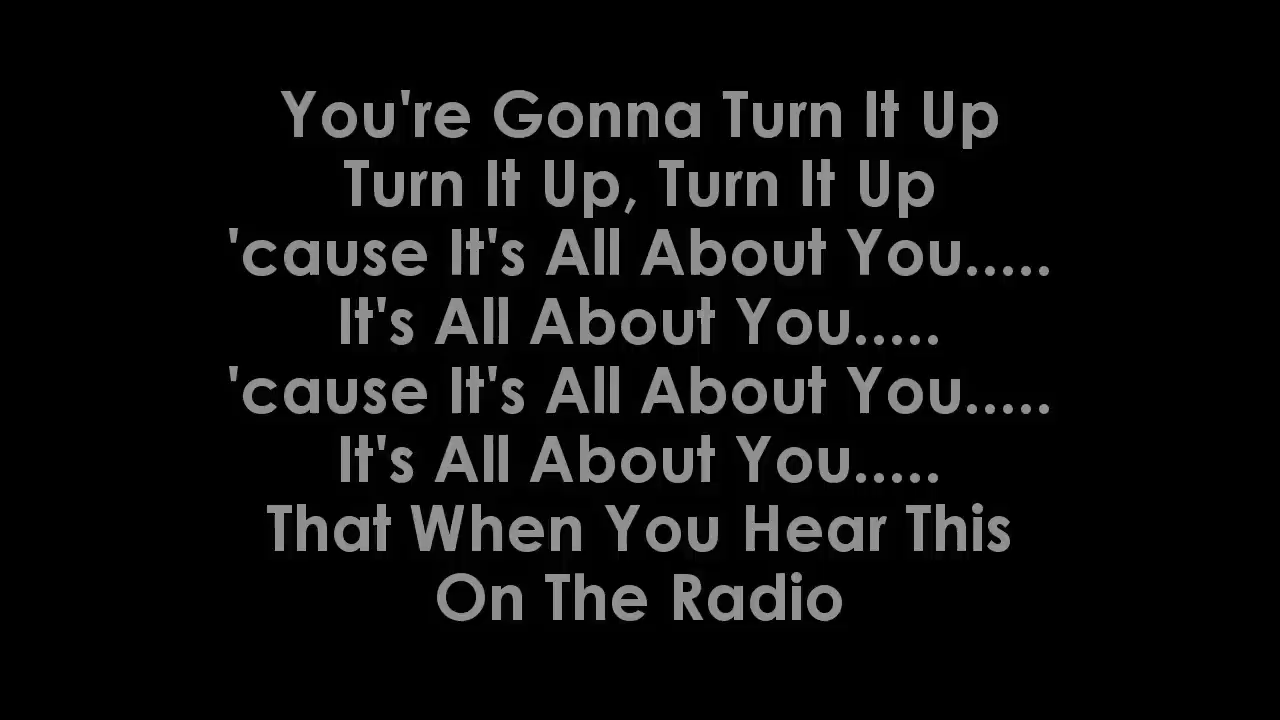 You're Gonna Turn It Up
Turn It Up, Turn It Up
'cause It's All About You.....
It's All About You.....
'cause It's All About You.....
It's All About You.....
That When You Hear This
On The Radio